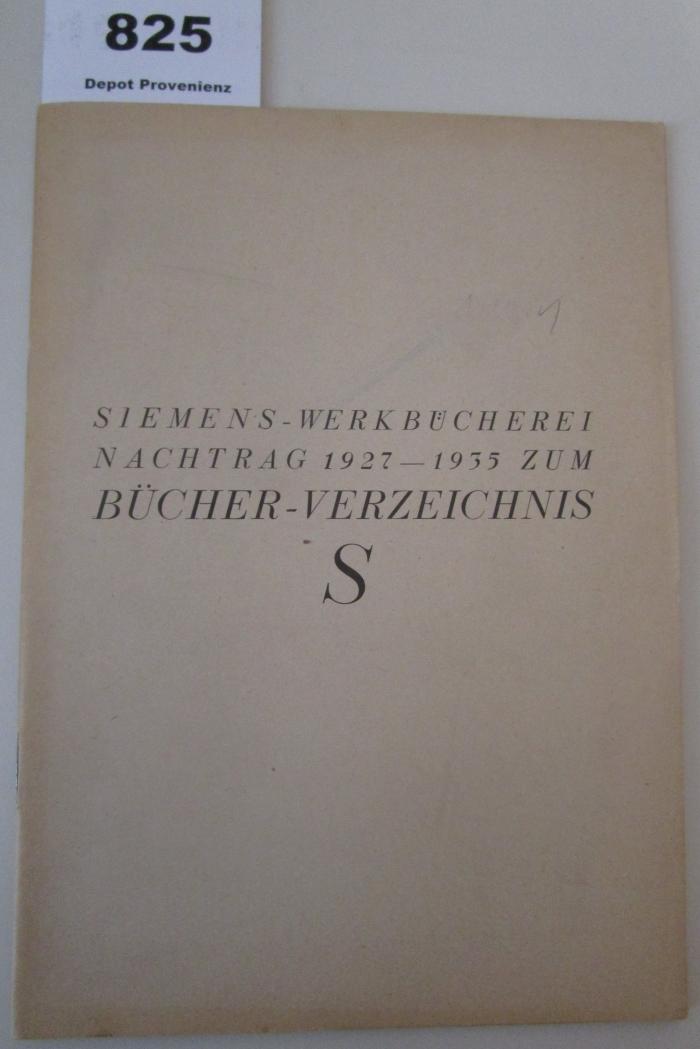 825
Depot Provenienz
SIEMENS-WERKBÜCHEREI
NACHTRAG 1927—1935 ZUM
BÜCHER-VERZEICHNIS
S